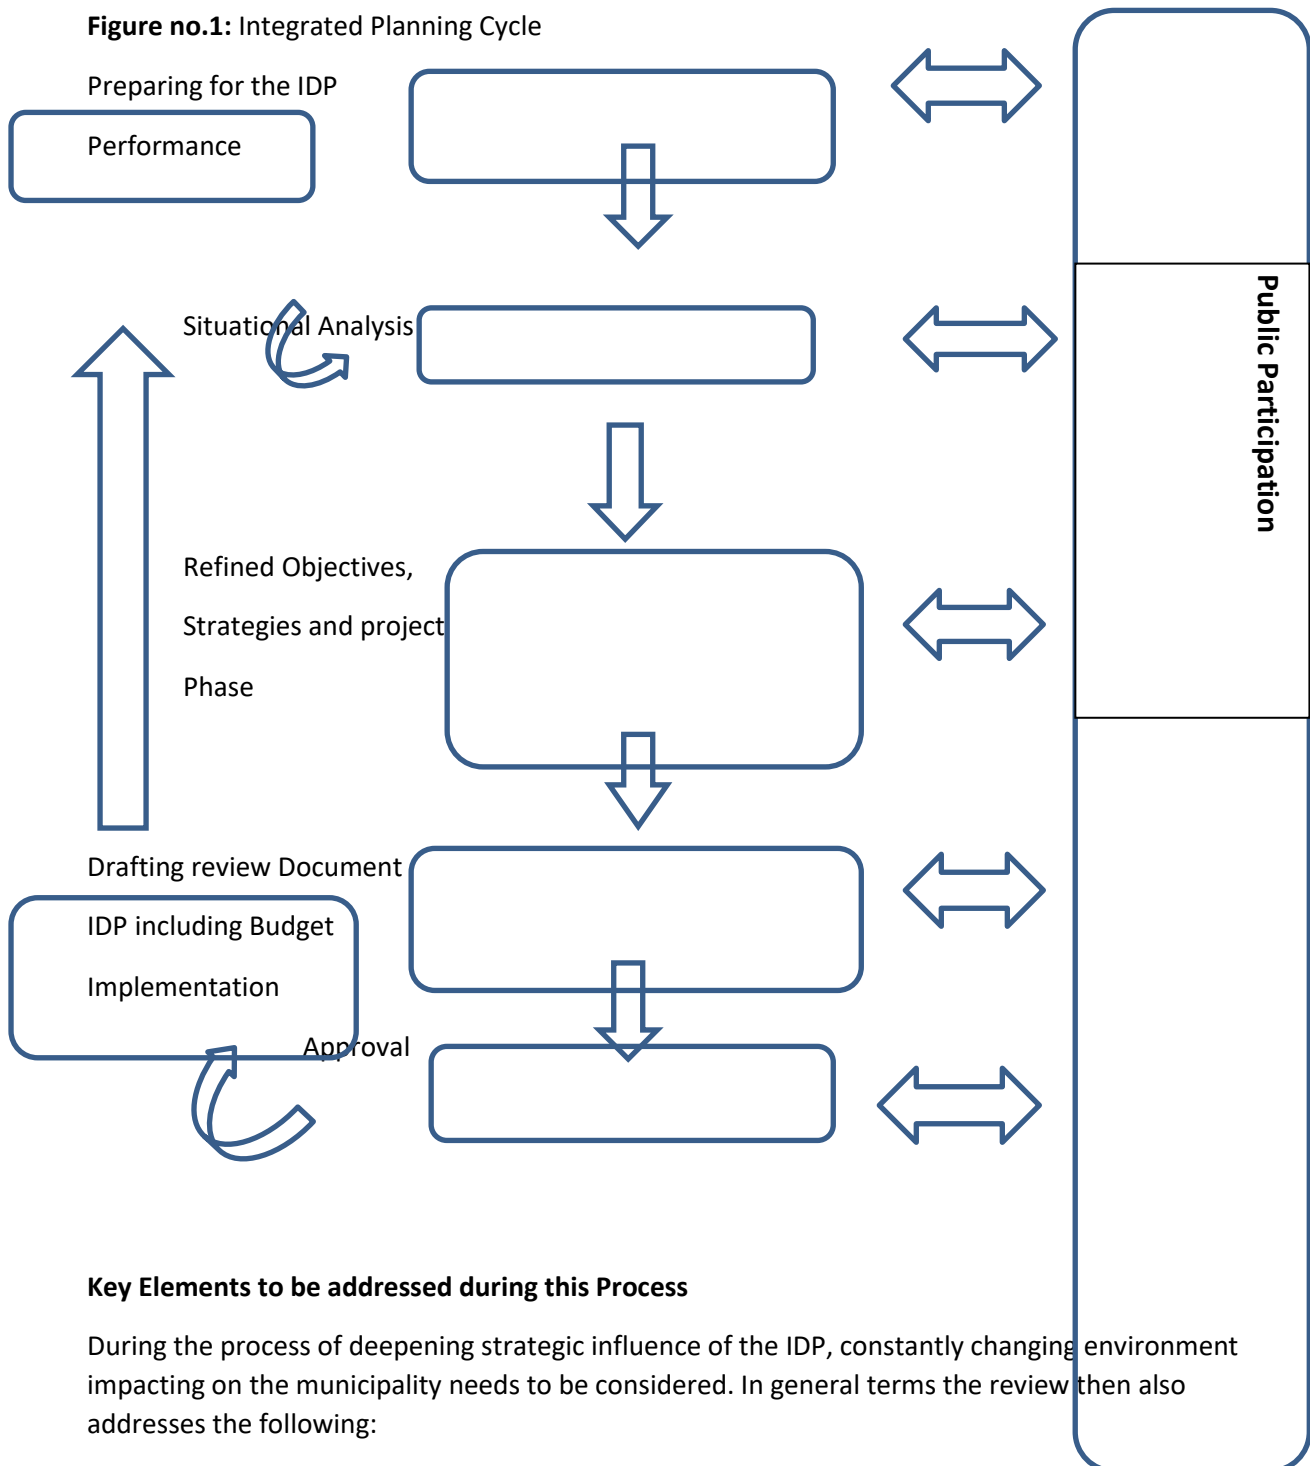 Figure no.1: Integrated Planning Cycle
Preparing for the IDP
Performance
Situational Analysis
Public Participation
Refined Objectives,
Strategies and project
Phase
Drafting review Document
IDP including Budget
Implementation
Approval
Key Elements to be addressed during this Process
During the process of deepening strategic influence of the IDP, constantly changing environment
impacting on the municipality needs to be considered. In general terms the review then also
addresses the following: